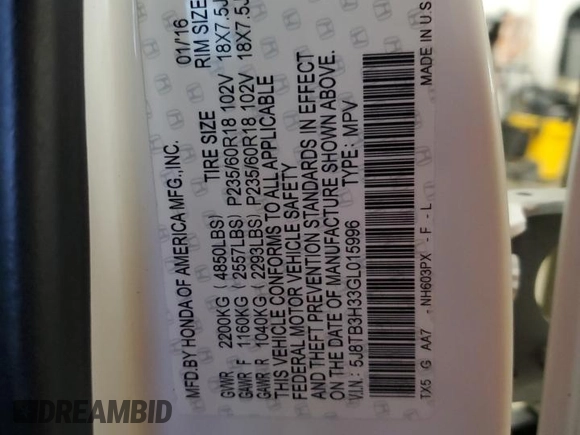 MFD.BY HONDA OF AMERICA MFG.,INC. 01/'16
TIRE SIZE RIM SIZE
GVWR 2200KG (4850LBS)
GAWR F 1160KG (2557LBS) P235/60R18 102V 18X7.5J
GAWR R 1040KG (2293LBS) P235/60R18 102V 18X7.5J
THIS VEHICLE CONFORMS TO ALL APPLICABLE
FEDERAL MOTOR VEHICLE SAFETY
AND THEFT PREVENTION STANDARDS IN EFFECT
ON THE DATE OF MANUFACTURE SHOWN ABOVE.
V.I.N.: 5J8TB3H33GL015996 TYPE: MPV
TX5 G AA7 - NH603PX - F - L MADE IN U.S
DREAMBID